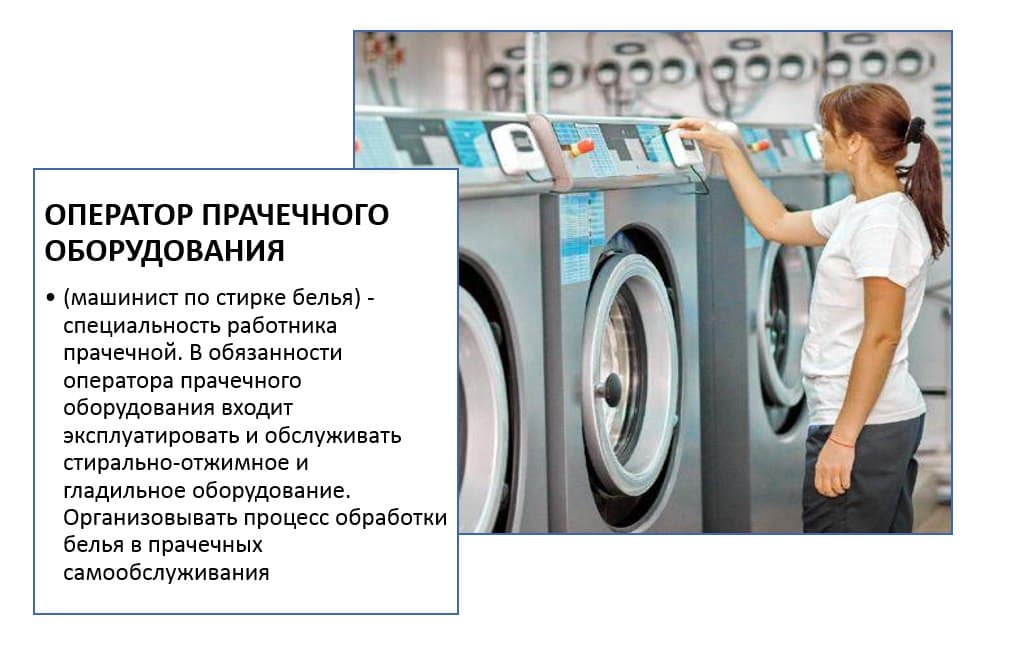 ОПЕРАТОР ПРАЧЕЧНОГО
ОБОРУДОВАНИЯ
• (машинист по стирке белья) -
специальность работника
прачечной. В обязанности
оператора прачечного
оборудования входит
эксплуатировать и обслуживать
стирально-отжимное и
гладильное оборудование.
Организовывать процесс обработки
белья в прачечных
самообслуживания